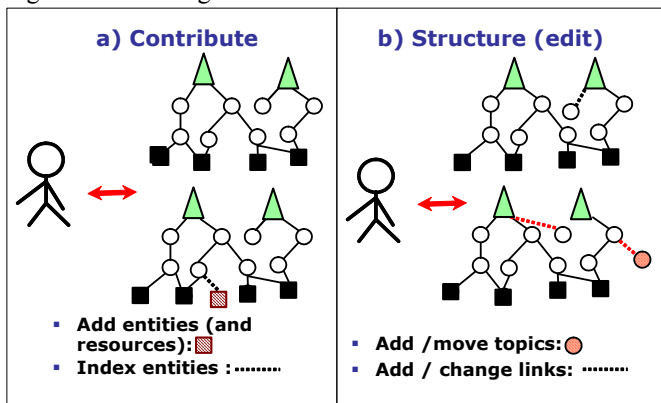 a) Contribute
Add entities (and
resources):
Index entities :
b) Structure (edit)
Add /move topics:
Add / change links: